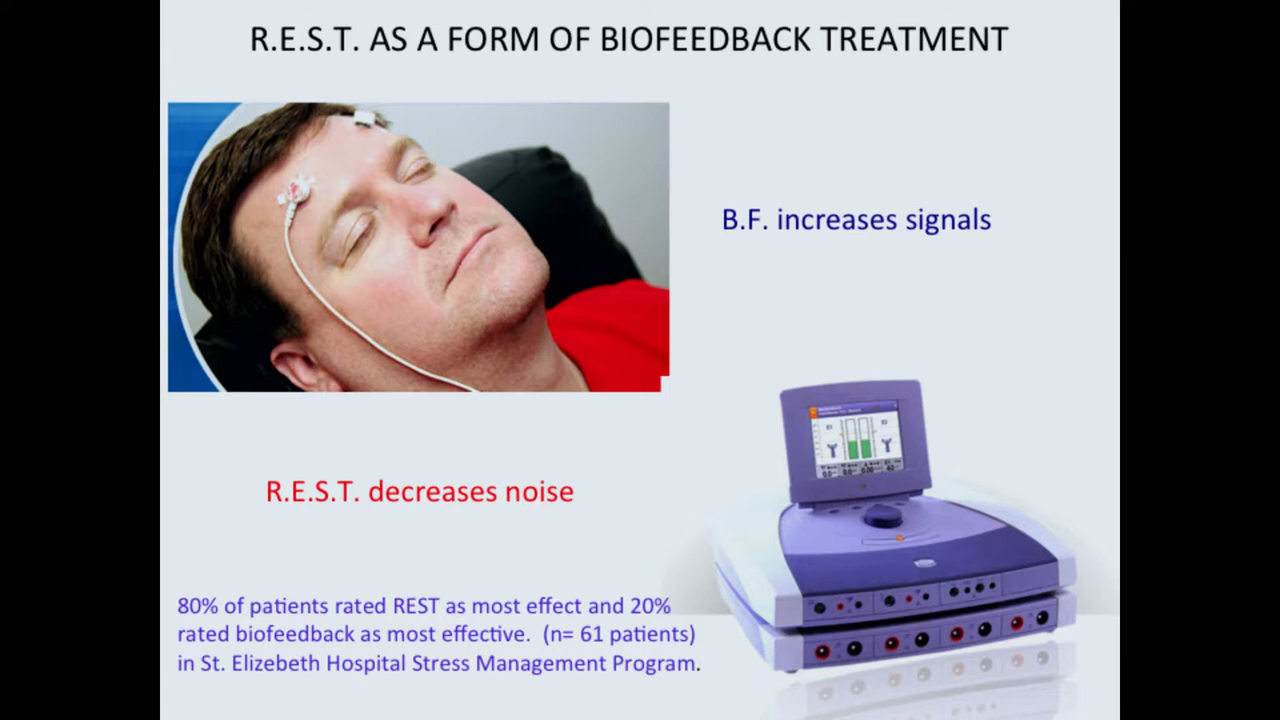 R.E.S.T. AS A FORM OF BIOFEEDBACK TREATMENT
B.F. increases signals
R.E.S.T. decreases noise
80% of patients rated REST as most effect and 20%
rated biofeedback as most effective. (n= 61 patients)
in St. Elizebeth Hospital Stress Management Program.